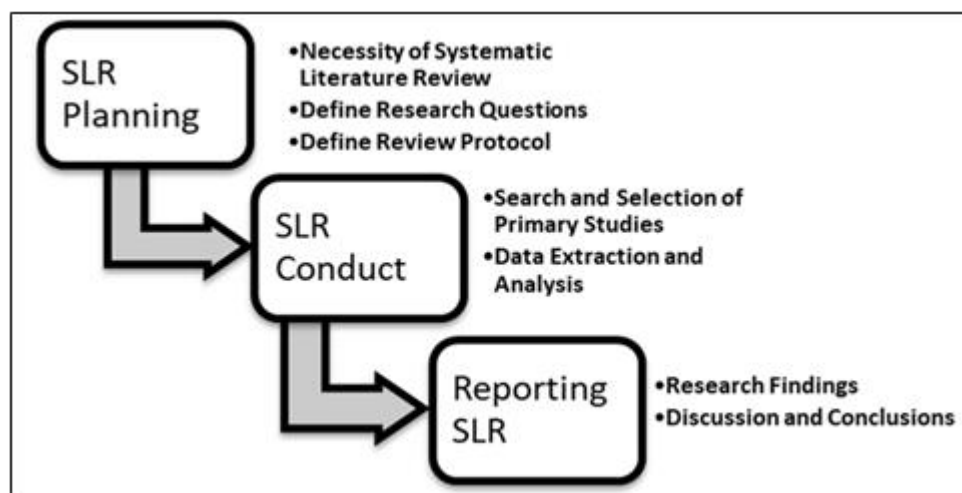 SLR
Planning
•Necessity of Systematic
Literature Review
•Define Research Questions
•Define Review Protocol
SLR
Conduct
•Search and Selection of
Primary Studies
•Data Extraction and
Analysis
Reporting
SLR
•Research Findings
•Discussion and Conclusions